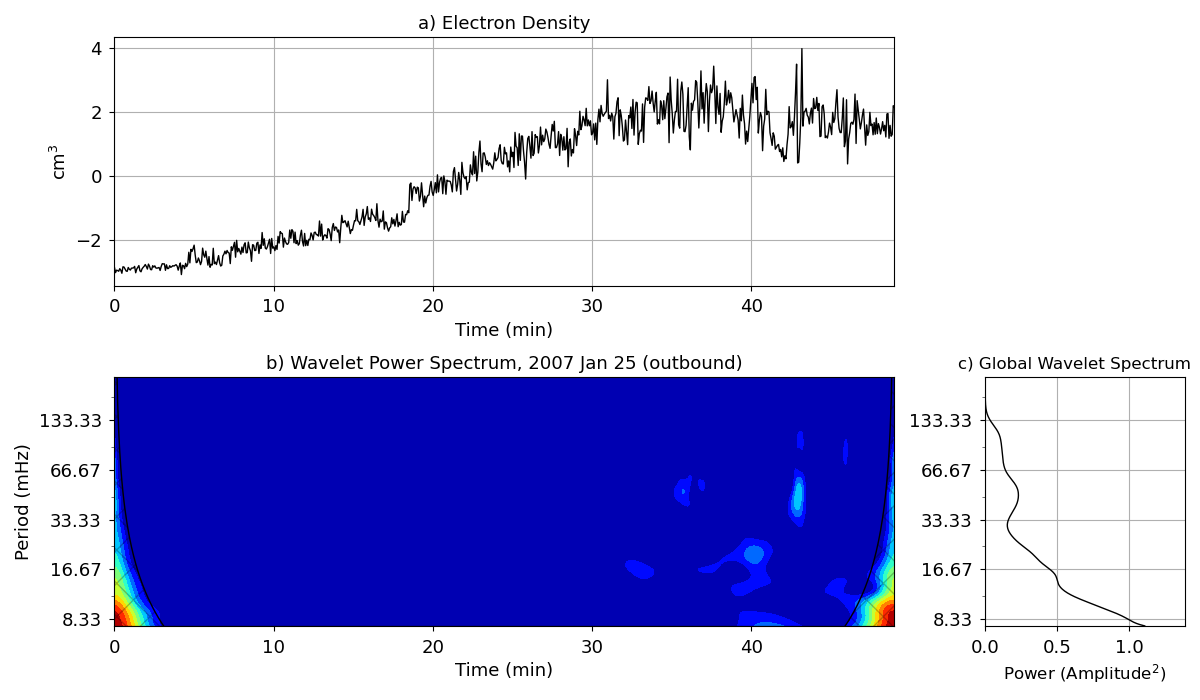 a) Electron Density
4
2
0
−2
cm³
0 10 20 30 40
Time (min)
b) Wavelet Power Spectrum, 2007 Jan 25 (outbound)
133.33
66.67
33.33
16.67
8.33
Period (mHz)
0 10 20 30 40
Time (min)
c) Global Wavelet Spectrum
133.33
66.67
33.33
16.67
8.33
0.0 0.5 1.0
Power (Amplitude²)